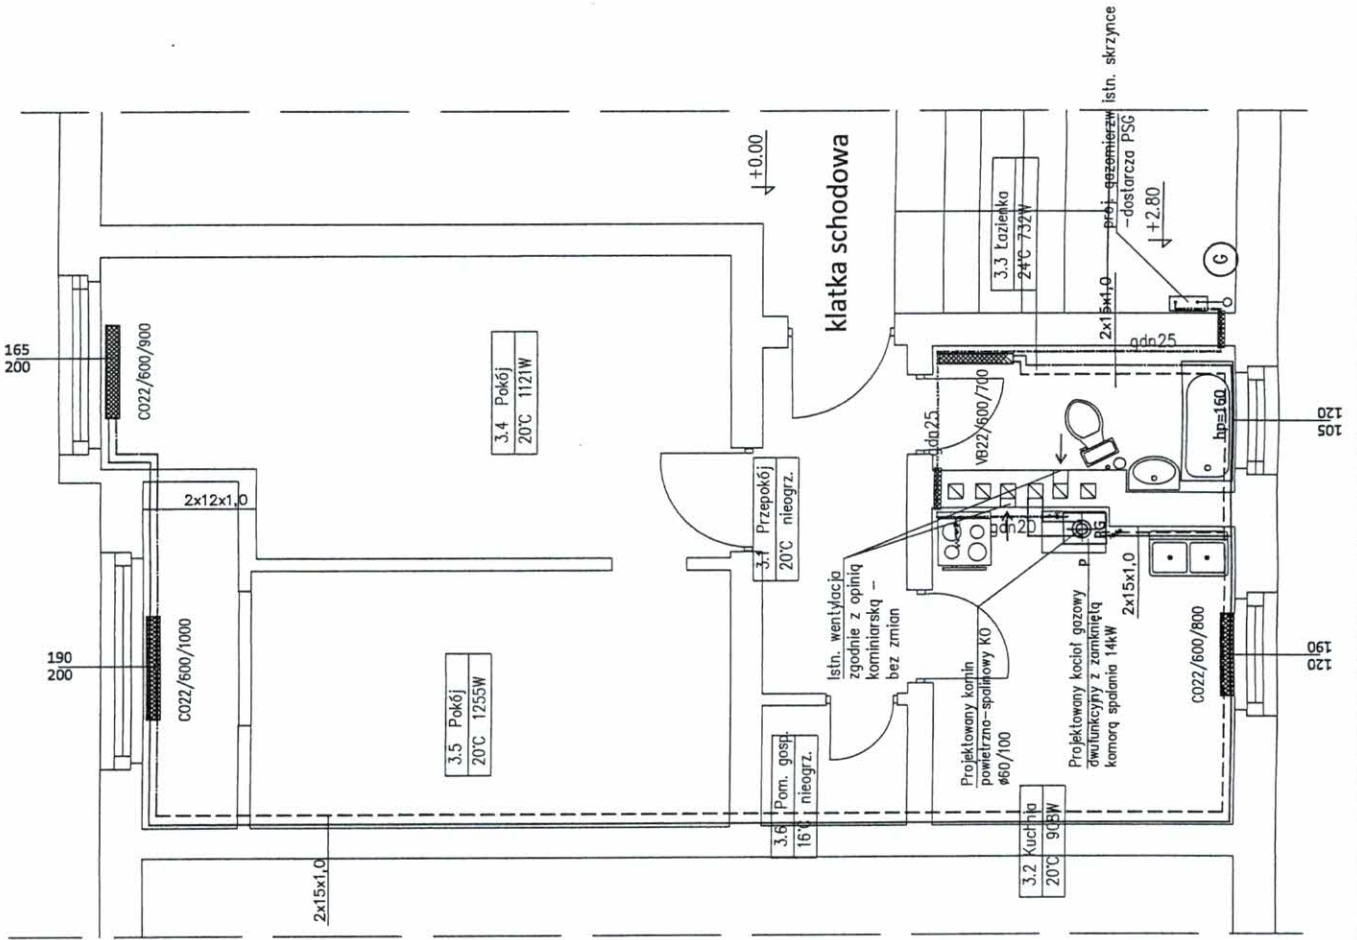 165
200
C022/600/900
190
200
C022/600/1000
2x12x1,0
3.4 Pokój
20°C 1121W
3.5 Pokój
20°C 1255W
2x15x1,0
+0.00
klatka schodowa
3.1 Przepokój
20°C nieogrz.
3.6 Pom. gosp.
16°C nieogrz.
Istn. wentylacja
zgodnie z opinią
kominiarską –
bez zmian
3.3 Łazienka
24°C 732W
proj. gazomierz w istn. skrzynce
-dostarcza PSG
+2.80
G
2x15x1,0
gdn25
gdn25
VB22/600/700
hp=160
120
105
gdn20
RG
P
2x15x1,0
Projektowany komin
powietrzno-spalinowy KO
ø60/100
Projektowany kocioł gazowy
dwufunkcyjny z zamkniętą
komorą spalania 14kW
C022/600/800
190
120
3.2 Kuchnia
20°C 908W